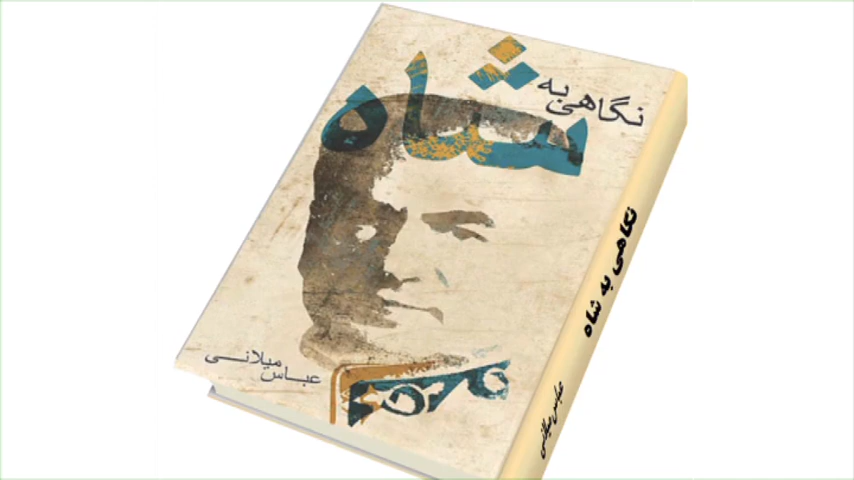 نگاهی به
شاه
عباس میلانی
نگاهی به شاه
عباس میلانی